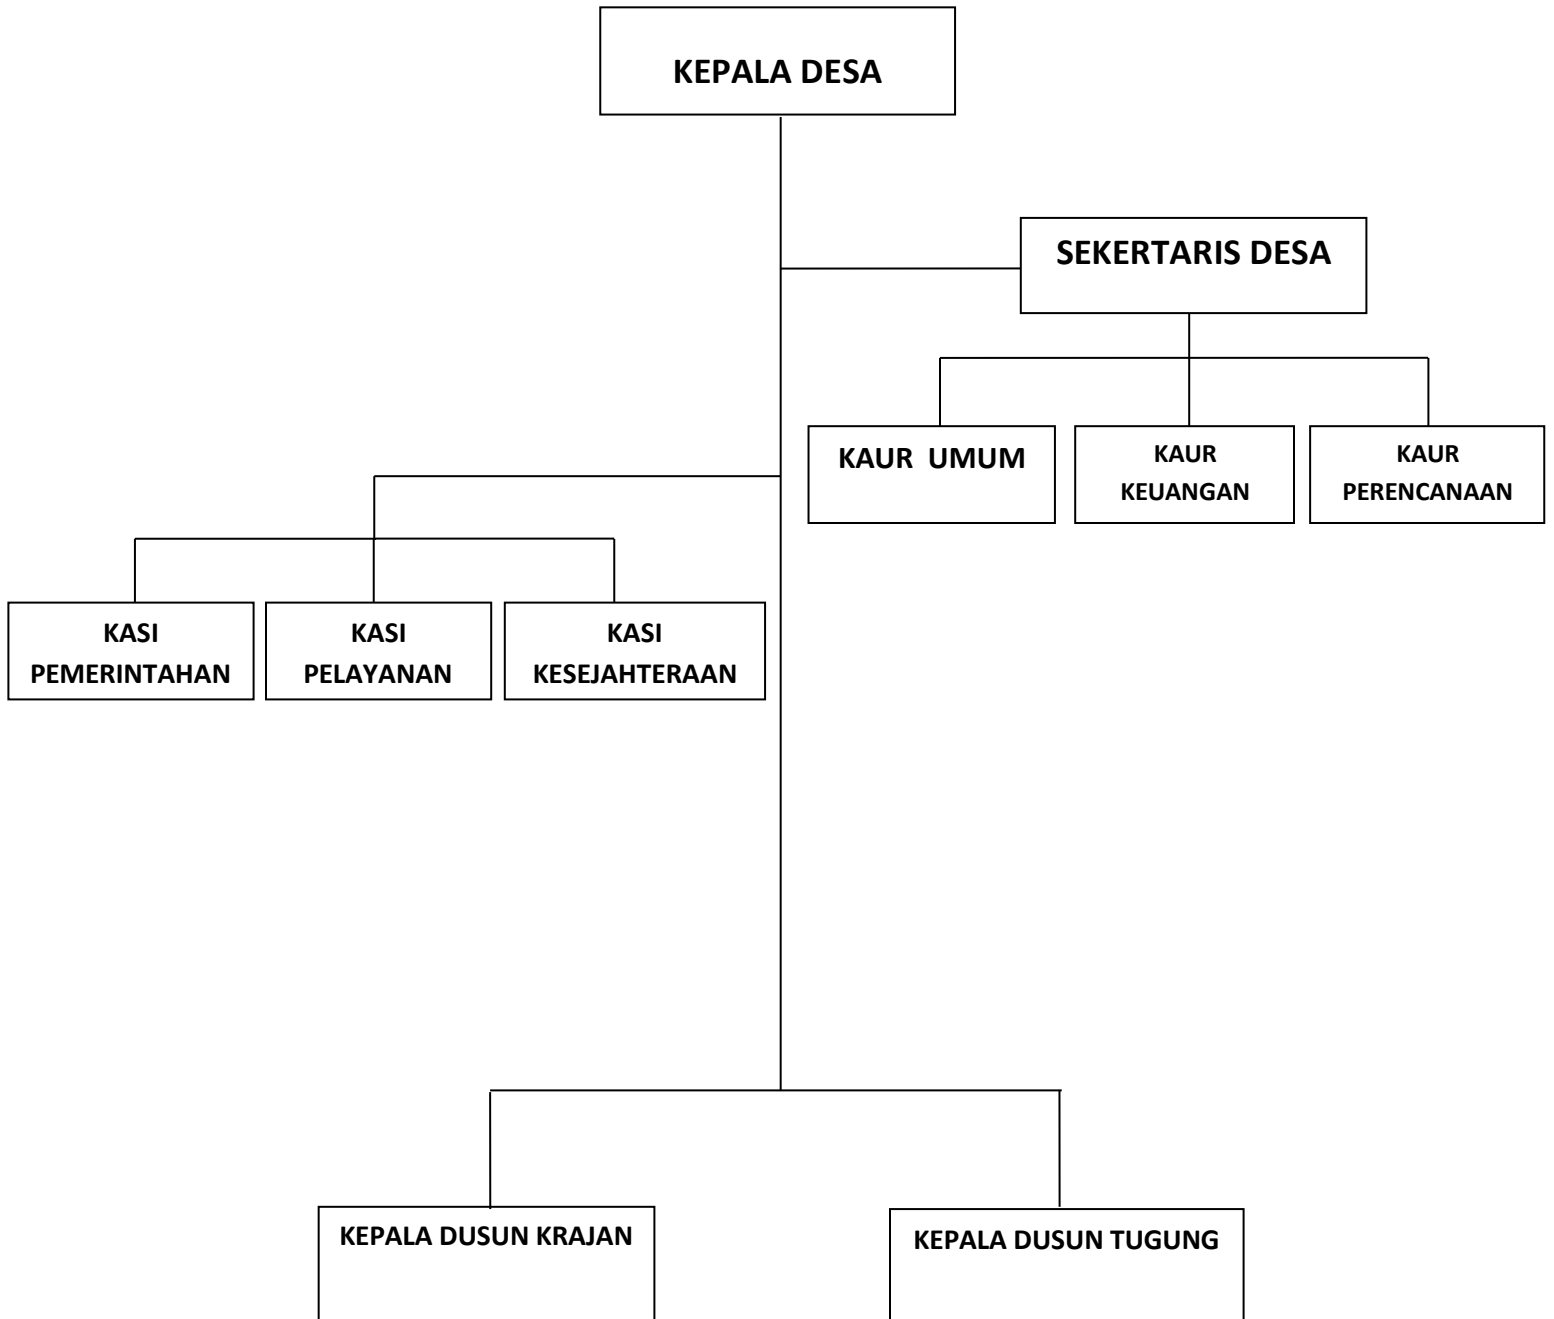 KEPALA DESA
SEKERTARIS DESA
KAUR UMUM
KAUR
KEUANGAN
KAUR
PERENCANAAN
KASI
PEMERINTAHAN
KASI
PELAYANAN
KASI
KESEJAHTERAAN
KEPALA DUSUN KRAJAN
KEPALA DUSUN TUGUNG